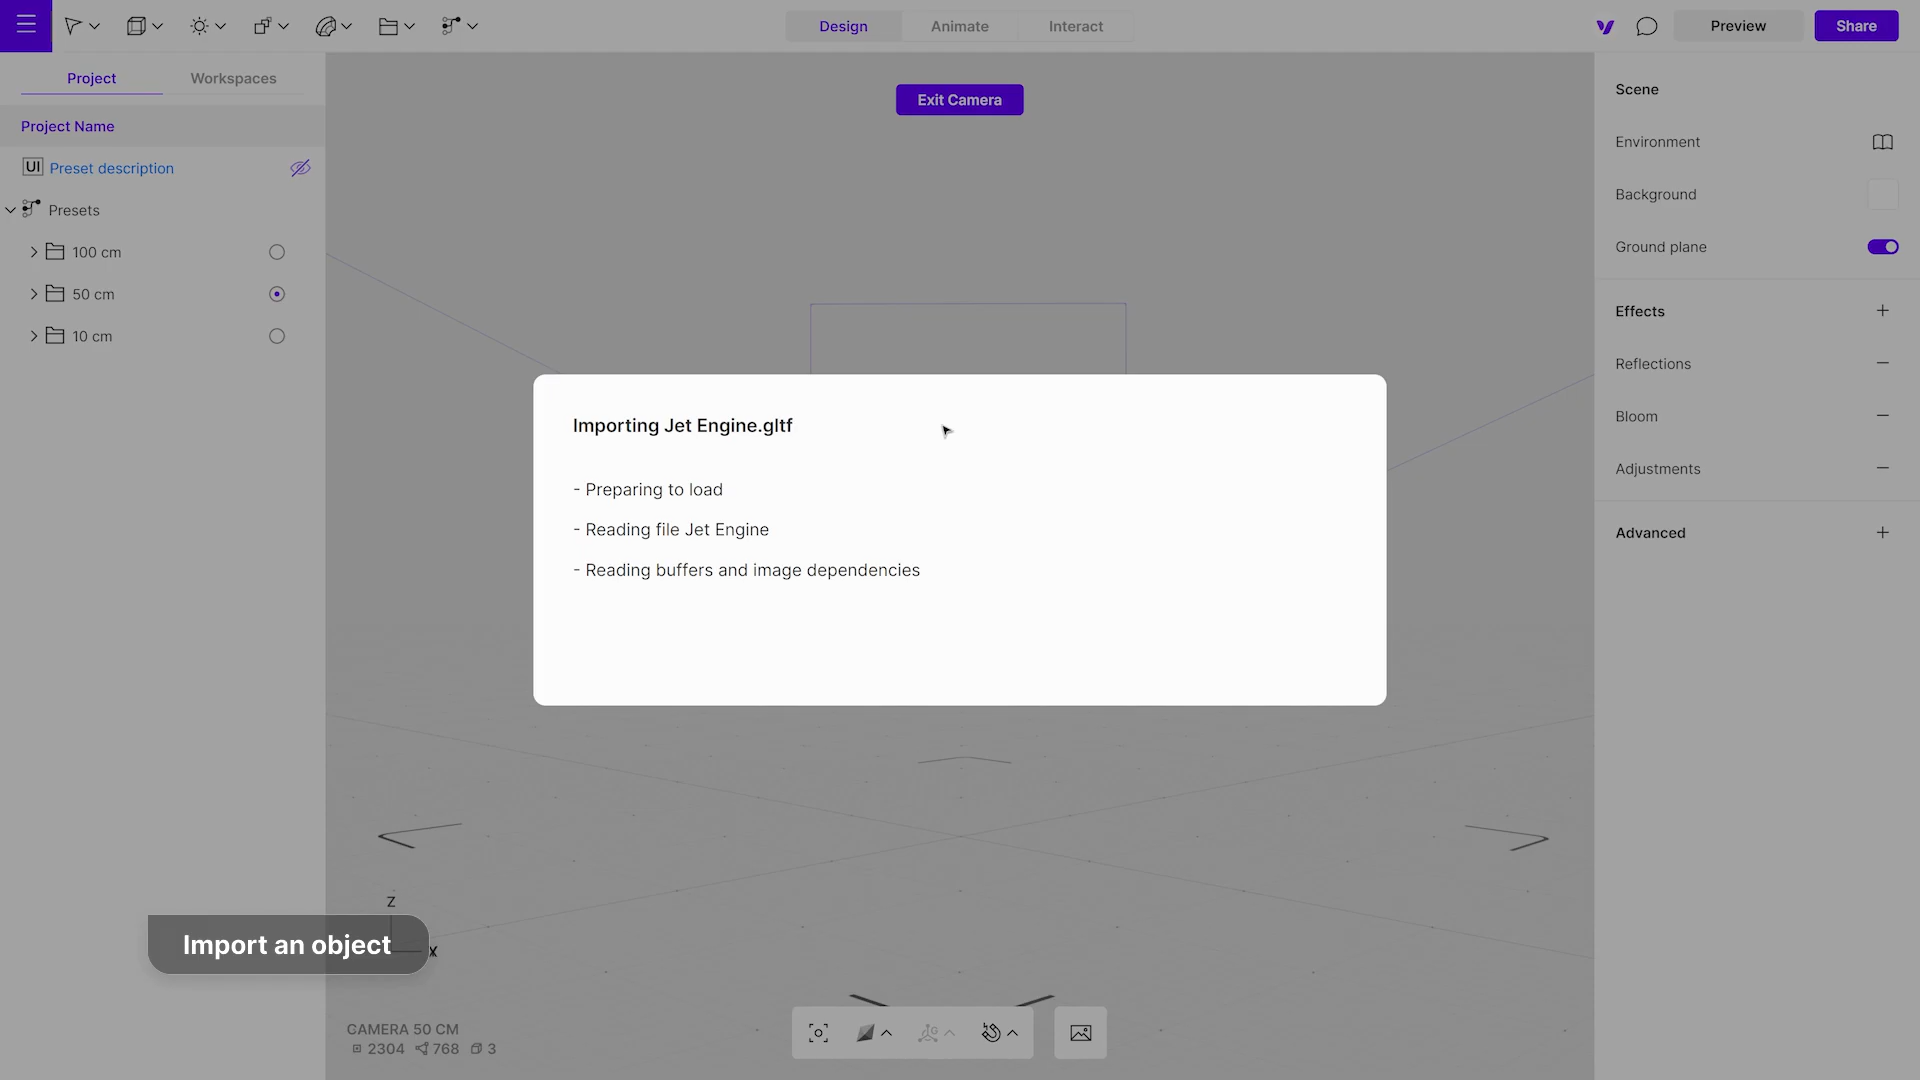 Design
Animate
Interact
Preview
Share
Project
Workspaces
Exit Camera
Project Name
UI Preset description
Presets
100 cm
50 cm
10 cm
Scene
Environment
Background
Ground plane
Effects
Reflections
Bloom
Adjustments
Advanced
Importing Jet Engine.gltf
- Preparing to load
- Reading file Jet Engine
- Reading buffers and image dependencies
Z
X
Import an object
CAMERA 50 CM
2304 768 3